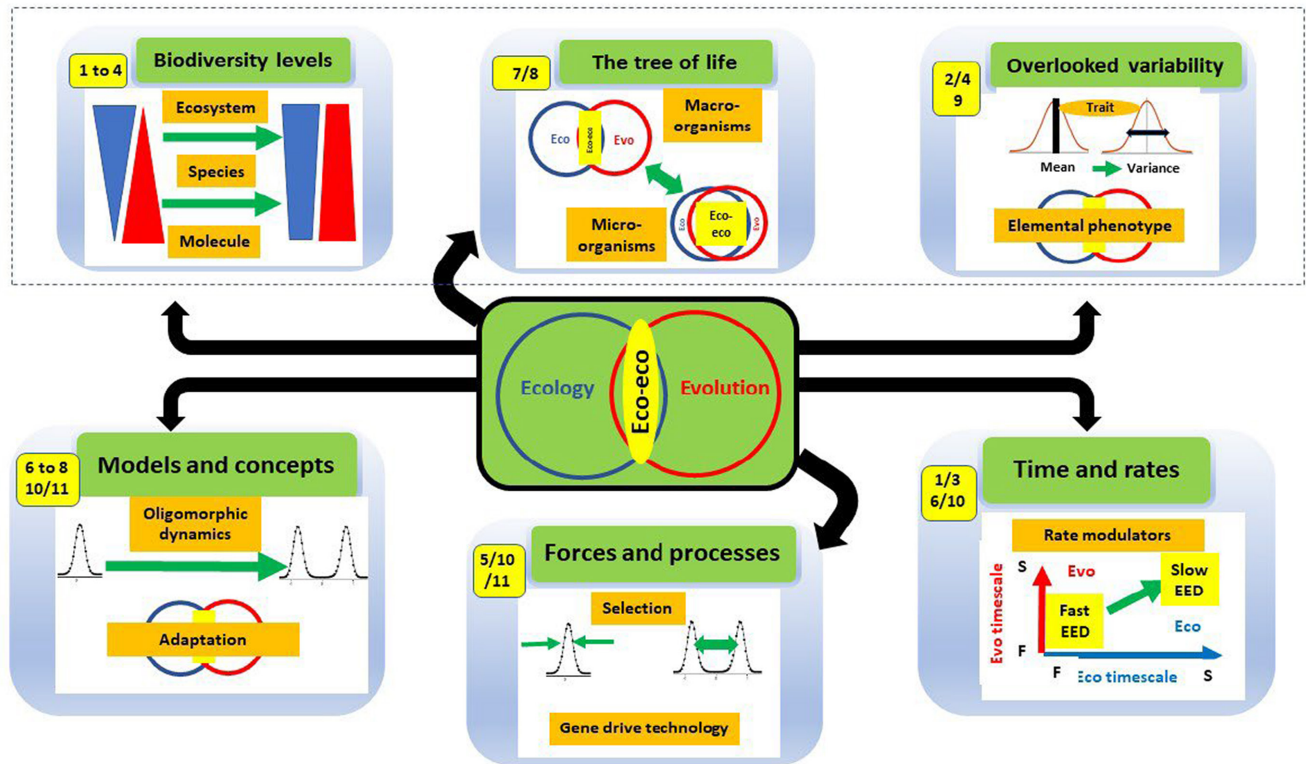 1 to 4
Biodiversity levels
Ecosystem
Species
Molecule
7/8
The tree of life
Macro-
organisms
Eco
Eco-eco
Evo
Micro-
organisms
Eco
Eco-
eco
Evo
2/4
9
Overlooked variability
Trait
Mean
Variance
Elemental phenotype
Ecology
Eco-eco
Evolution
6 to 8
10/11
Models and concepts
Oligomorphic
dynamics
Adaptation
5/10
/11
Forces and processes
Selection
Gene drive technology
1/3
6/10
Time and rates
Rate modulators
Evo timescale
S
Evo
Slow
EED
Fast
EED
Eco
F
F
Eco timescale
S